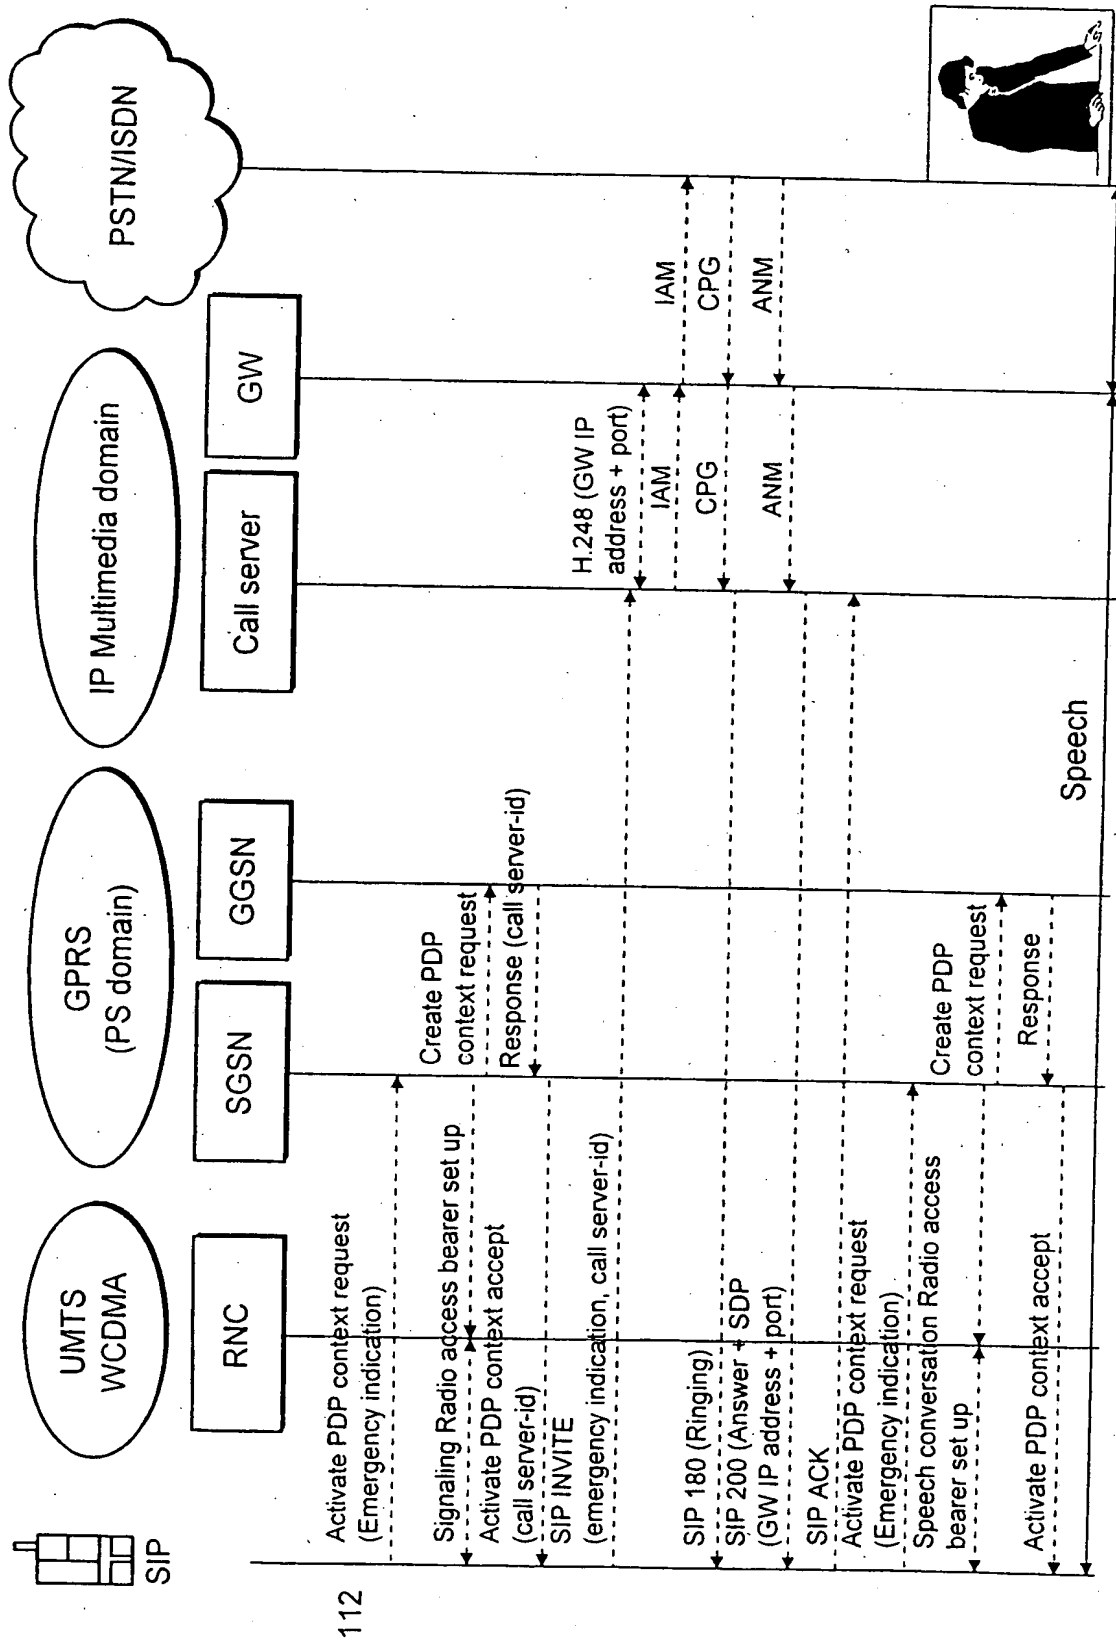 SIP
UMTS
WCDMA
GPRS
(PS domain)
IP Multimedia domain
PSTN/ISDN
RNC
SGSN
GGSN
Call server
GW
112
Activate PDP context request
(Emergency indication)
Signaling Radio access bearer set up
Create PDP
context request
Response (call server-id)
Activate PDP context accept
(call server-id)
SIP INVITE
(emergency indication, call server-id)
H.248 (GW IP
address + port)
IAM
IAM
CPG
CPG
SIP 180 (Ringing)
ANM
ANM
SIP 200 (Answer + SDP
(GW IP address + port)
SIP ACK
Activate PDP context request
(Emergency indication)
Speech conversation Radio access
bearer set up
Create PDP
context request
Response
Activate PDP context accept
Speech